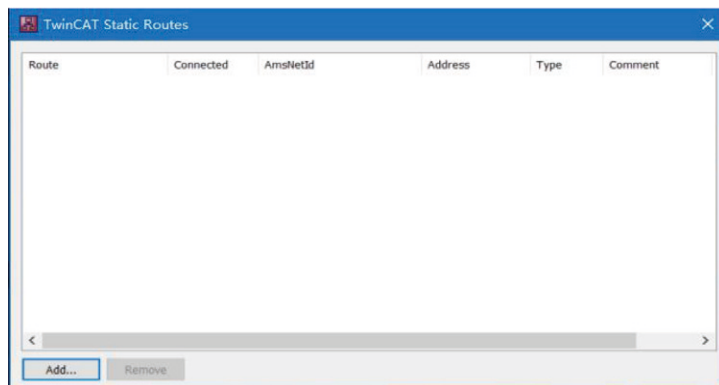 TwinCAT Static Routes
Route Connected AmsNetId Address Type Comment
Add... Remove